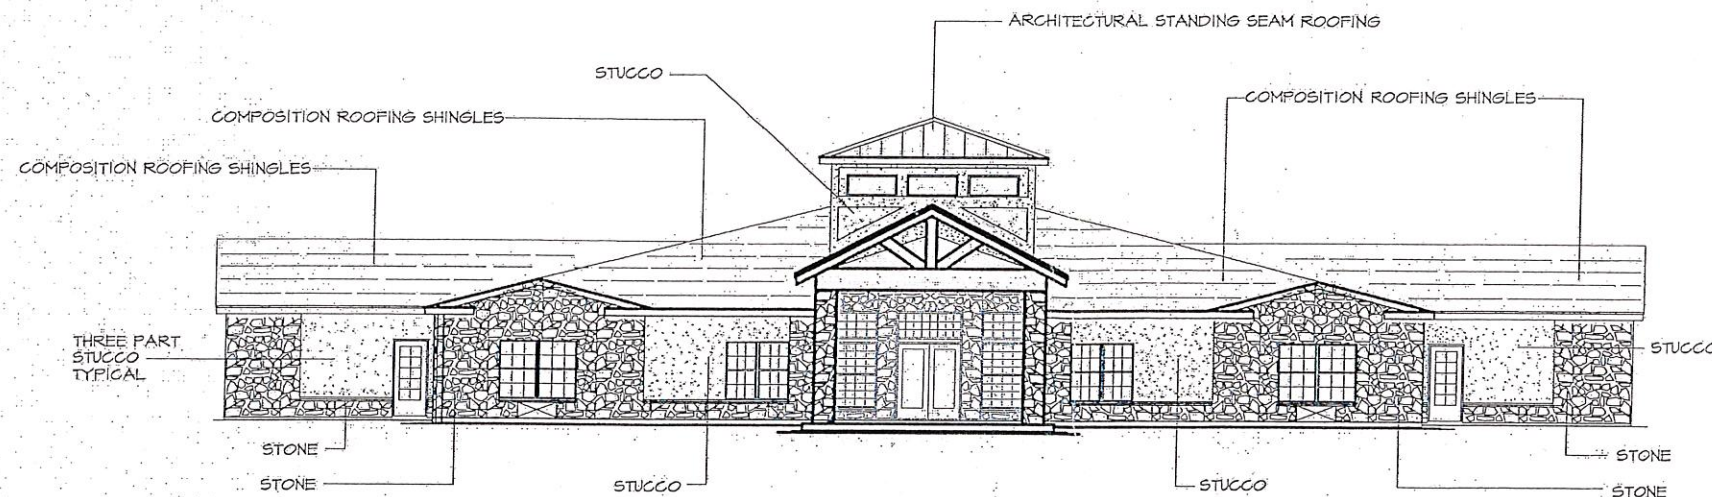 ARCHITECTURAL STANDING SEAM ROOFING
STUCCO
COMPOSITION ROOFING SHINGLES
COMPOSITION ROOFING SHINGLES
COMPOSITION ROOFING SHINGLES
THREE PART
STUCCO
TYPICAL
STUCCO
STONE
STONE
STUCCO
STUCCO
STONE
STONE